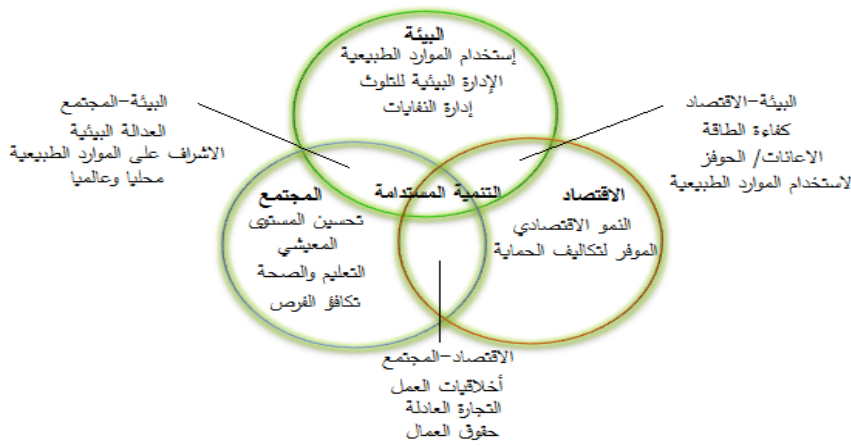 البيئة
إستخدام الموارد الطبيعية
الإدارة البيئية للتلوث
إدارة النفايات
البيئة-الاقتصاد
كفاءة الطاقة
الاعانات/ الحوفز
لاستخدام الموارد الطبيعية
البيئة-المجتمع
العدالة البيئية
الاشراف على الموارد الطبيعية
محليا وعالميا
التنمية المستدامة
الاقتصاد
النمو الاقتصادي
الموفر لتكاليف الحماية
المجتمع
تحسين المستوى
المعيشي
التعليم والصحة
تكافؤ الفرص
الاقتصاد-المجتمع
أخلاقيات العمل
التجارة العادلة
حقوق العمال